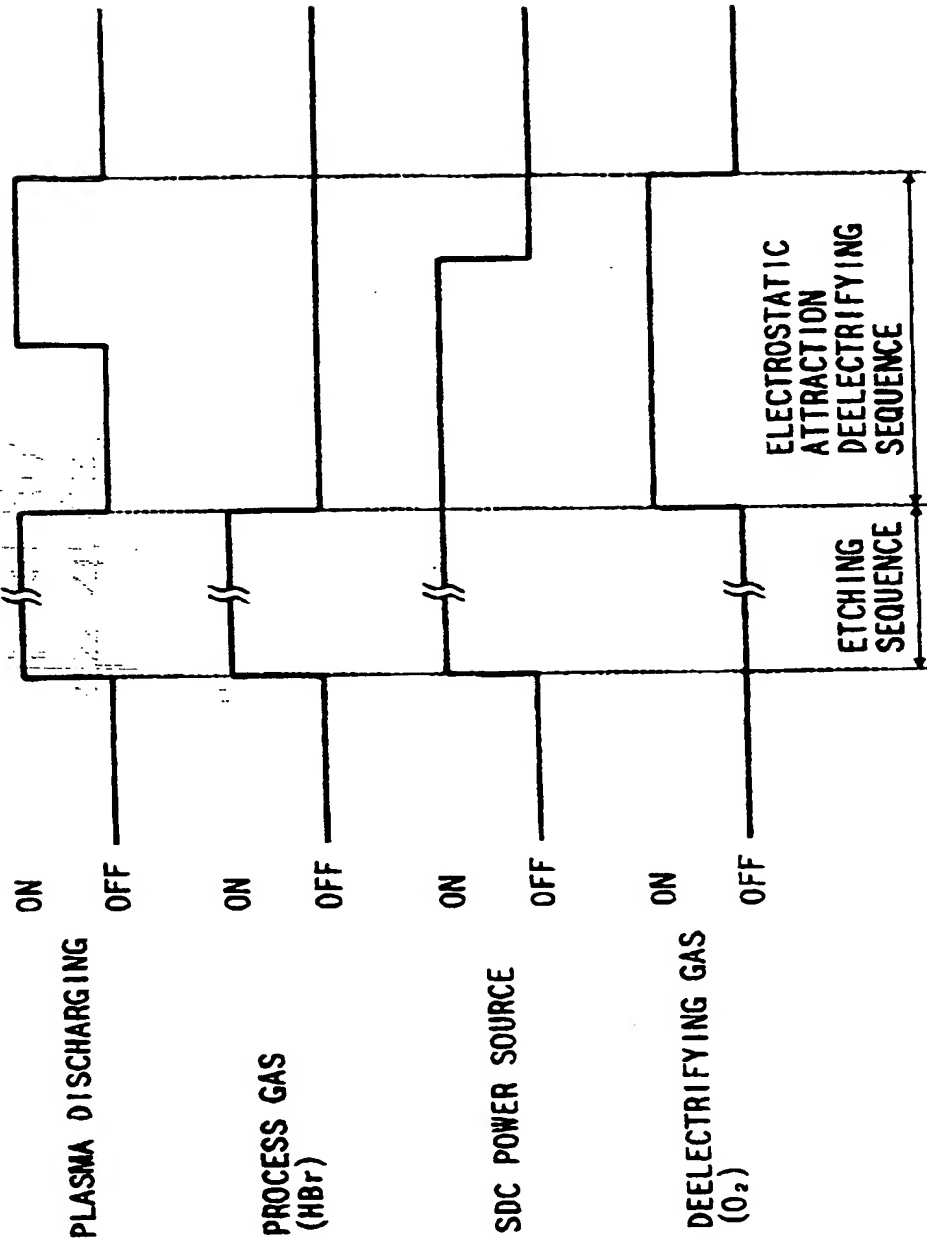 PLASMA DISCHARGING
ON
OFF
PROCESS GAS
(HBr)
ON
OFF
SDC POWER SOURCE
ON
OFF
DEELECTRIFYING GAS
(O₂)
ON
OFF
ETCHING
SEQUENCE
ELECTROSTATIC
ATTRACTION
DEELECTRIFYING
SEQUENCE